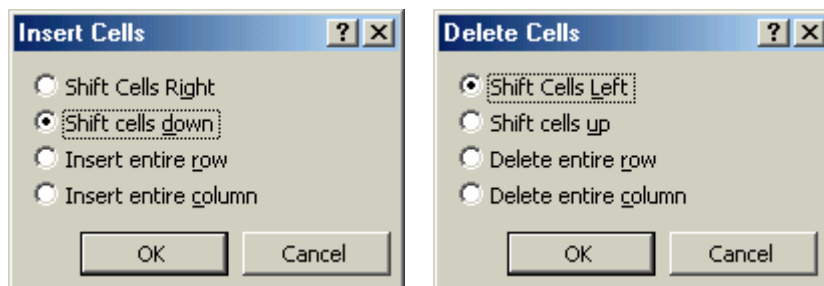 Insert Cells
Shift Cells Right
Shift cells down
Insert entire row
Insert entire column
OK Cancel
Delete Cells
Shift Cells Left
Shift cells up
Delete entire row
Delete entire column
OK Cancel